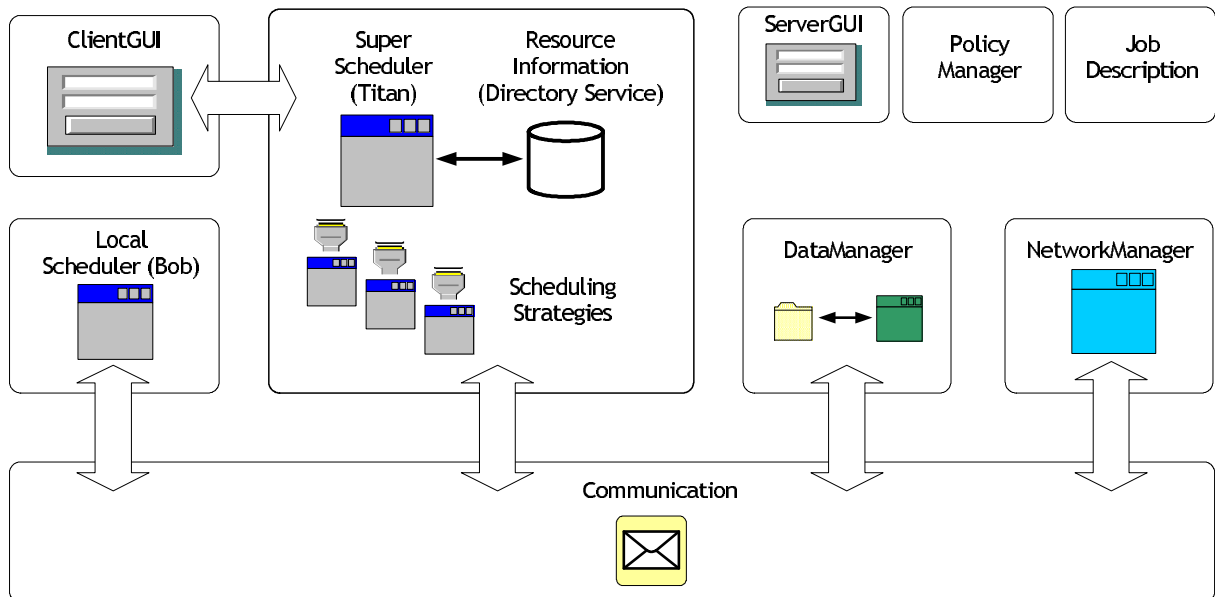 ClientGUI
Super
Scheduler
(Titan)
Resource
Information
(Directory Service)
ServerGUI
Policy
Manager
Job
Description
Local
Scheduler (Bob)
Scheduling
Strategies
DataManager
NetworkManager
Communication